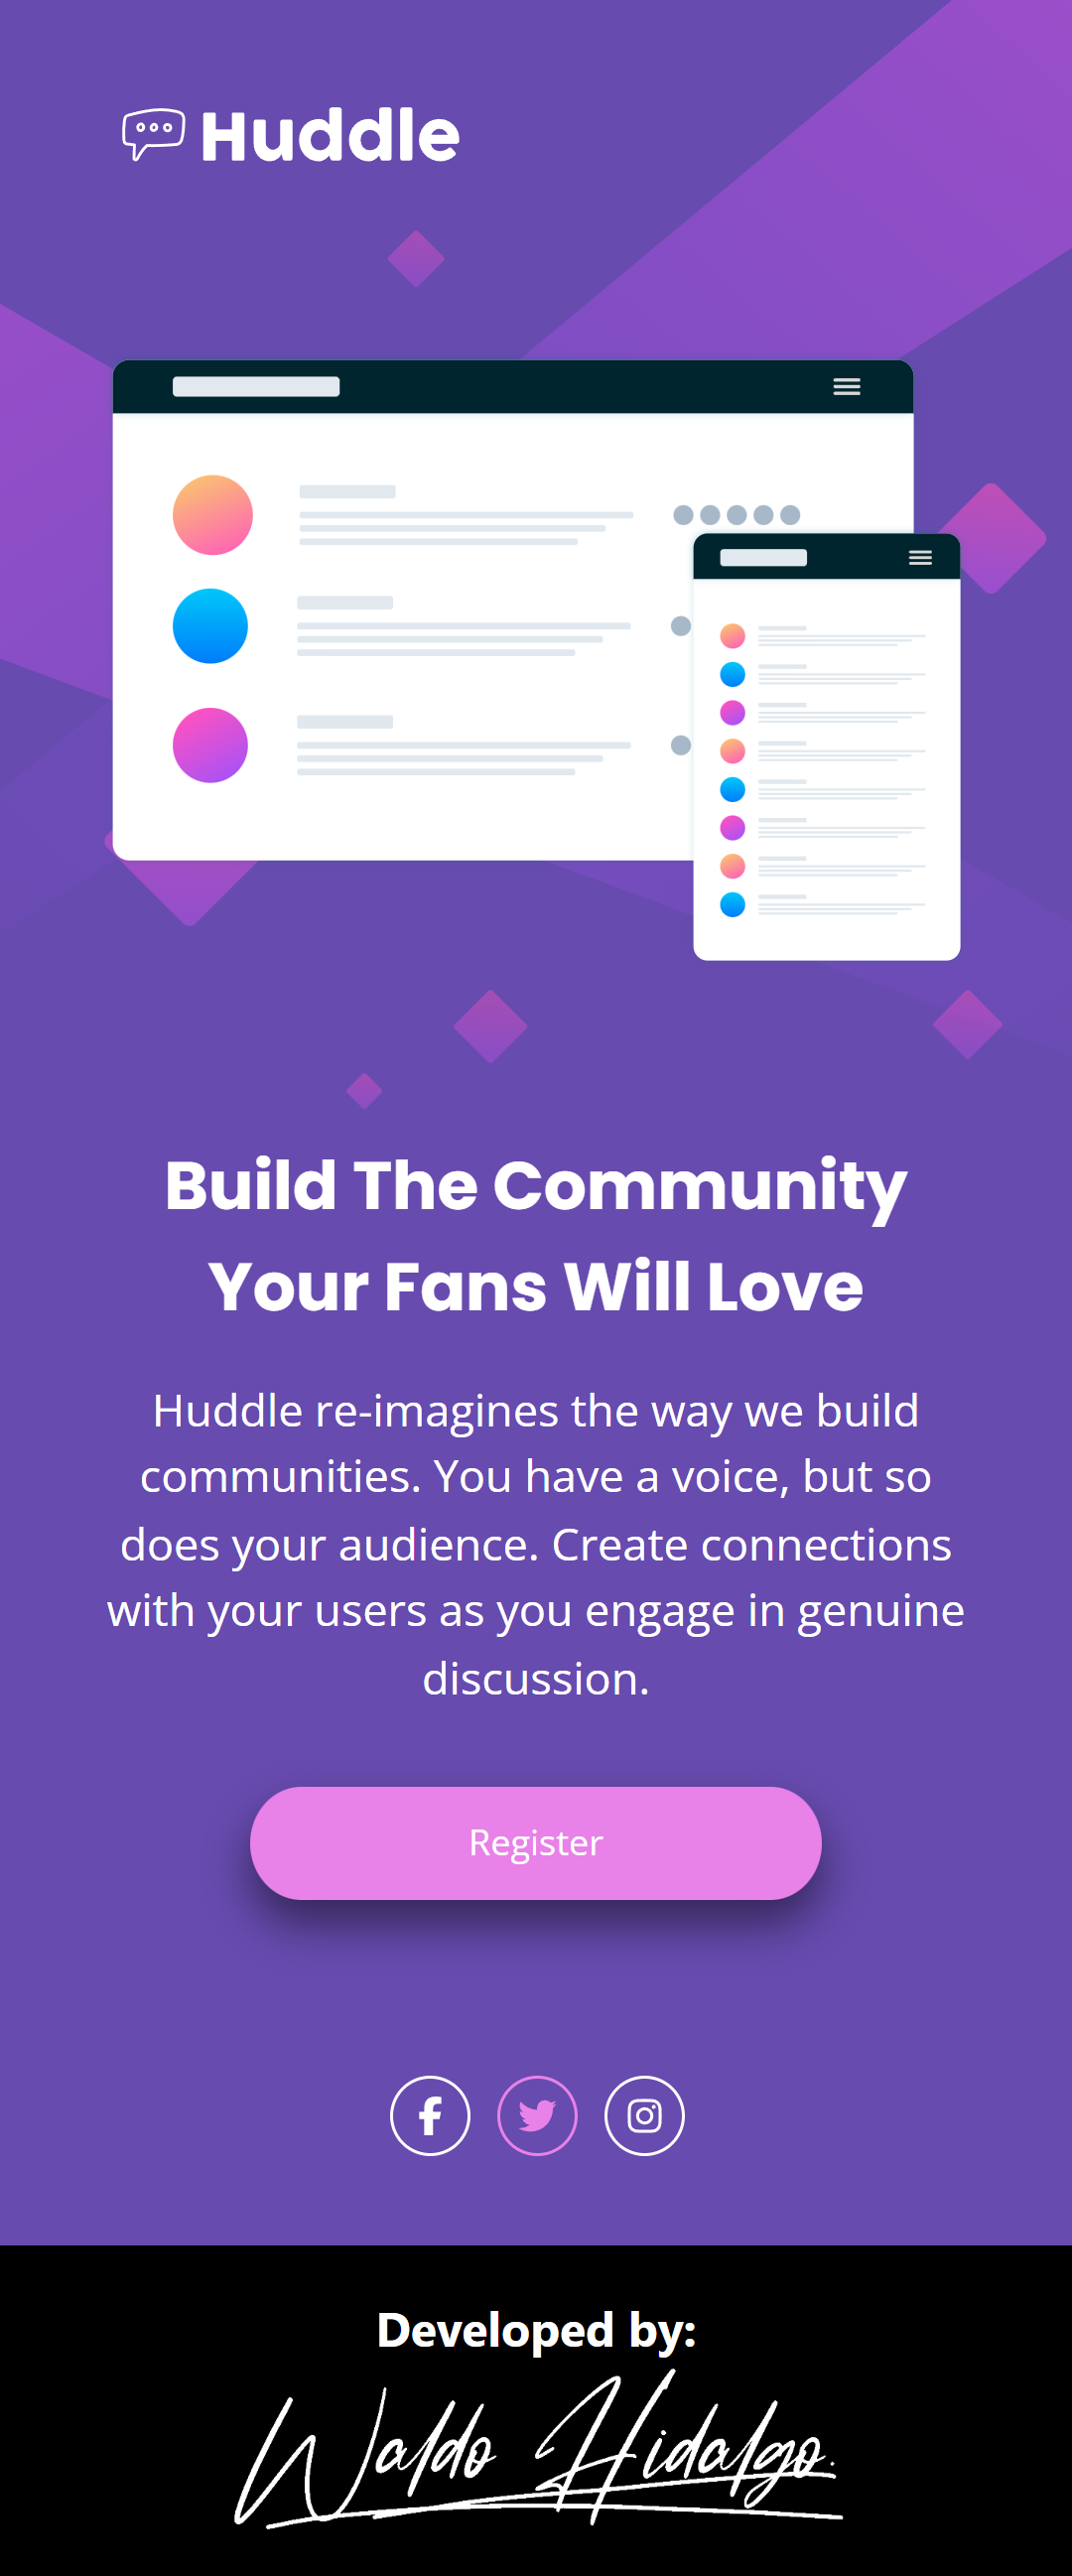 Huddle
Build The Community
Your Fans Will Love
Huddle re-imagines the way we build
communities. You have a voice, but so
does your audience. Create connections
with your users as you engage in genuine
discussion.
Register
Developed by:
Waldo Hidalgo.